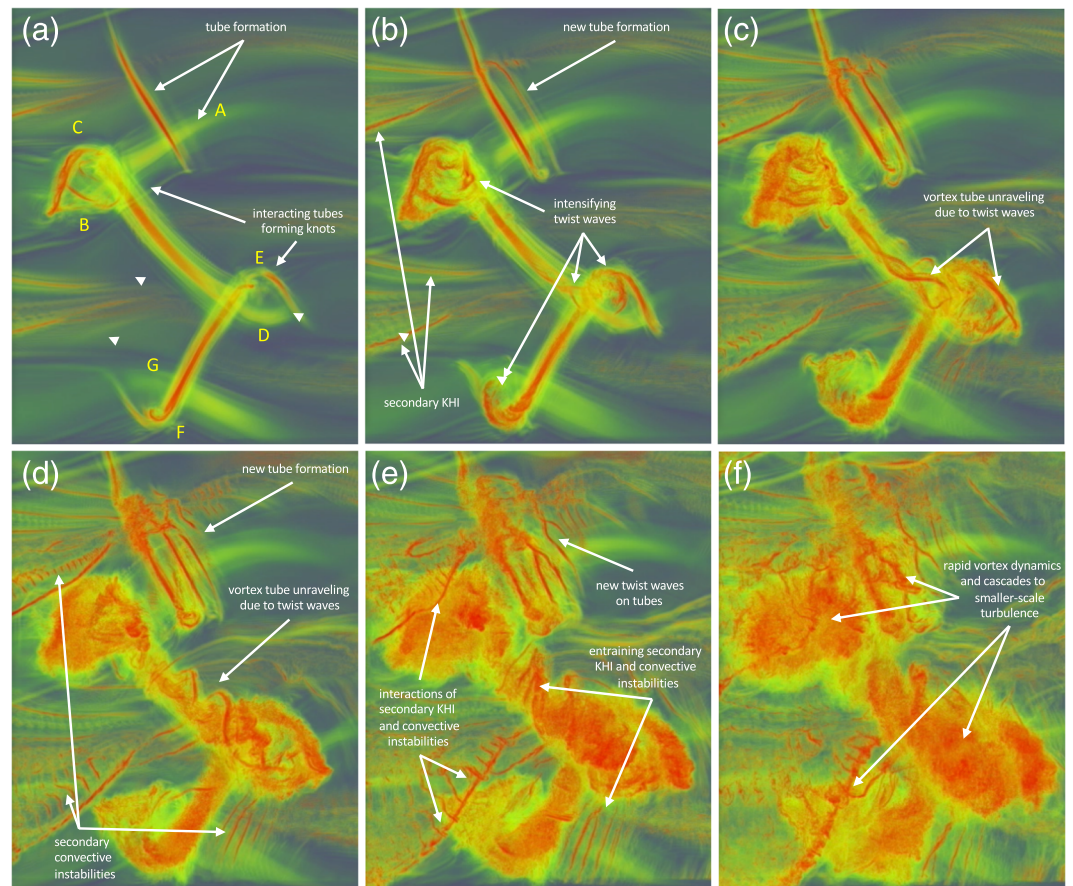 (a)
tube formation
A
C
interacting tubes
forming knots
B
E
D
G
F
(b)
new tube formation
intensifying
twist waves
secondary KHI
(c)
vortex tube unraveling
due to twist waves
(d)
new tube formation
vortex tube unraveling
due to twist waves
secondary
convective
instabilities
(e)
new twist waves
on tubes
entraining secondary
KHI and convective
instabilities
interactions of
secondary KHI
and convective
instabilities
(f)
rapid vortex dynamics
and cascades to
smaller-scale
turbulence